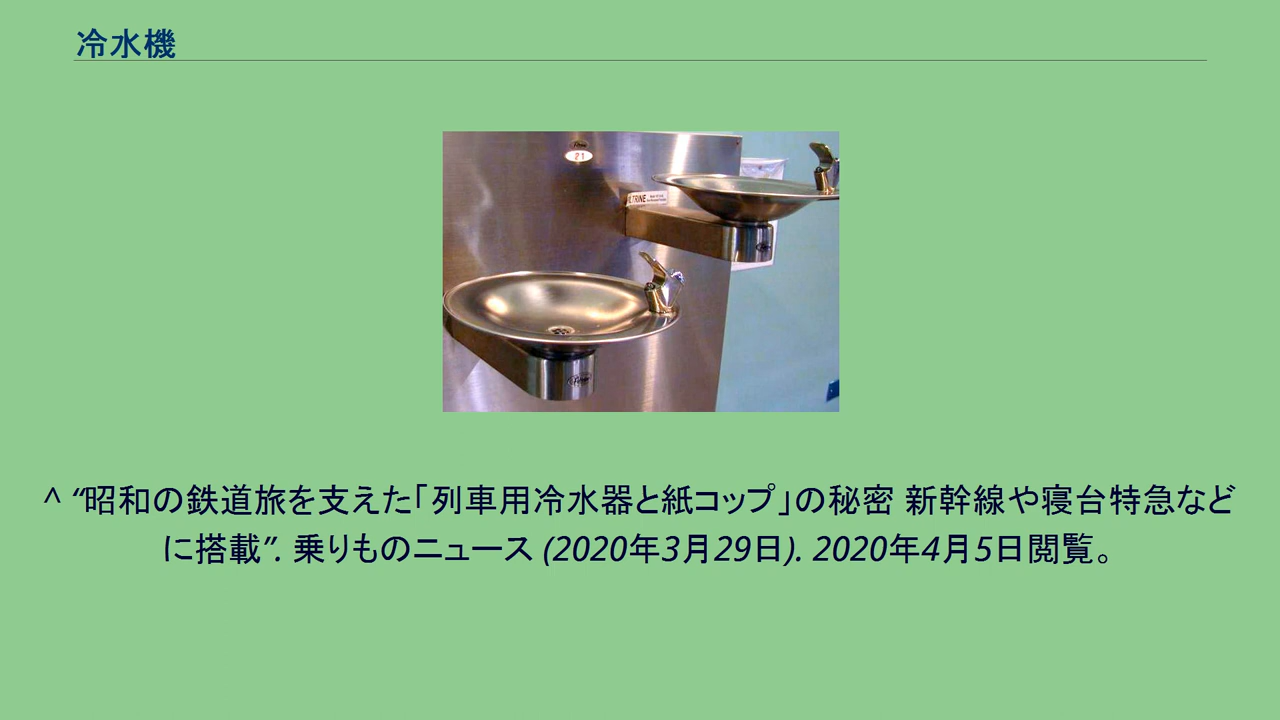 冷水機
21
^ “昭和の鉄道旅を支えた「列車用冷水器と紙コップ」の秘密 新幹線や寝台特急など
に搭載”. 乗りものニュース (2020年3月29日). 2020年4月5日閲覧。